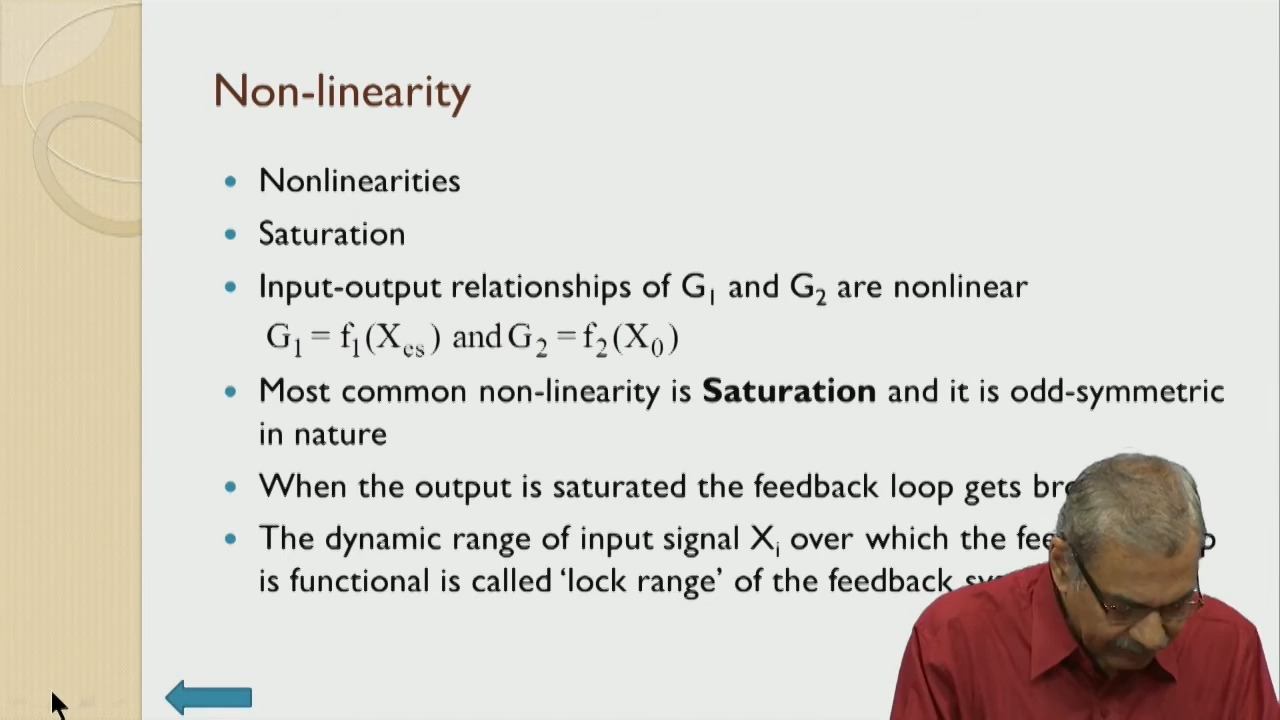 Non-linearity
• Nonlinearities
• Saturation
• Input-output relationships of G₁ and G₂ are nonlinear
G₁ = f₁(Xₑₛ) and G₂ = f₂(X₀)
• Most common non-linearity is Saturation and it is odd-symmetric
in nature
• When the output is saturated the feedback loop gets
• The dynamic range of input signal Xᵢ over which the
is functional is called ‘lock range’ of the feedback